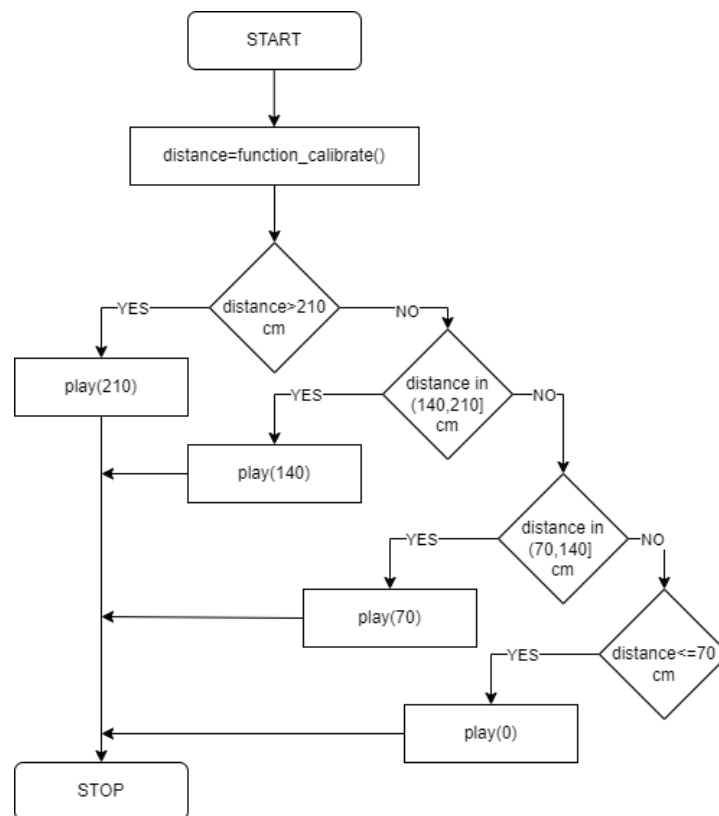 START
distance=function_calibrate()
distance>210
cm
YES
NO
play(210)
distance in
(140,210]
cm
YES
NO
play(140)
distance in
(70,140]
cm
YES
NO
play(70)
distance<=70
cm
YES
play(0)
STOP